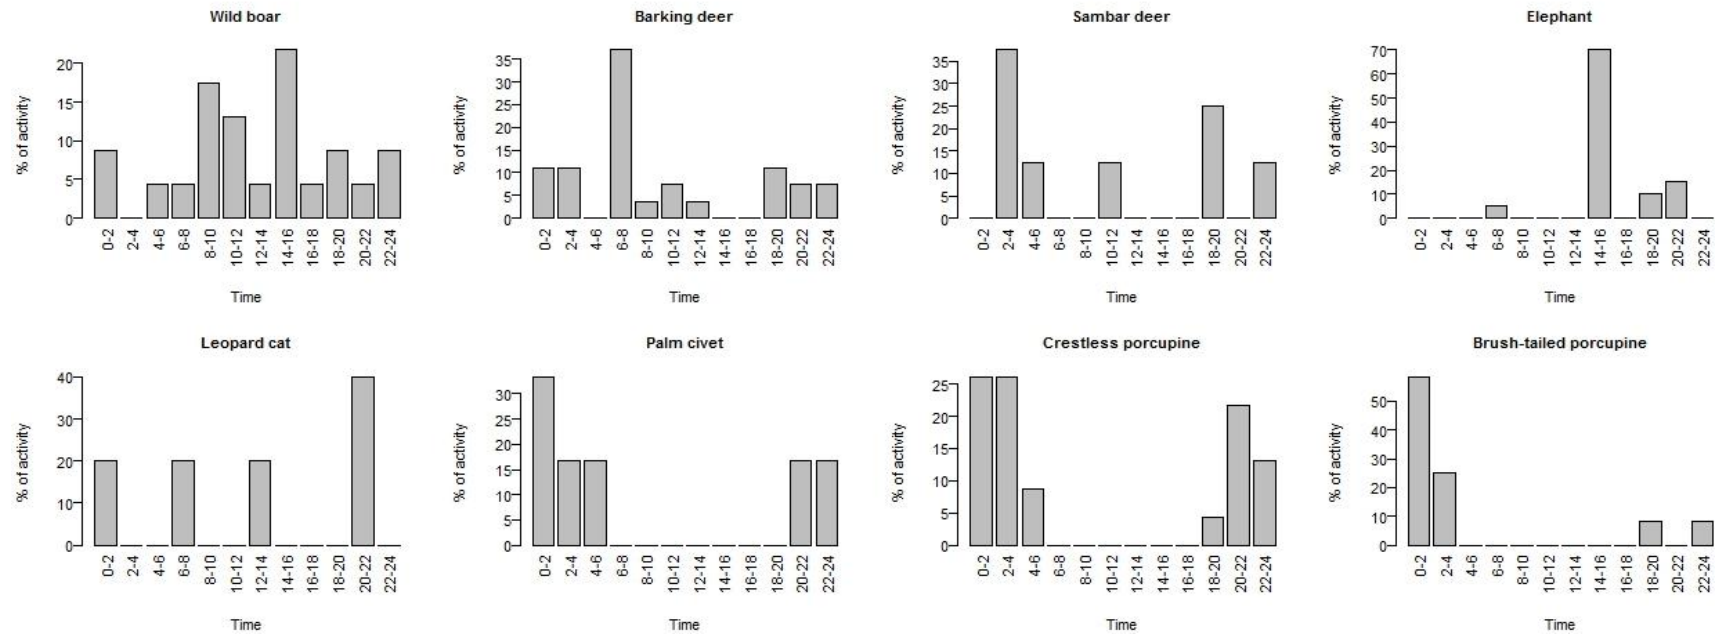 Wild boar
% of activity
20
15
10
5
0
0-2 2-4 4-6 6-8 8-10 10-12 12-14 14-16 16-18 18-20 20-22 22-24
Time
Barking deer
% of activity
35
30
25
20
15
10
5
0
0-2 2-4 4-6 6-8 8-10 10-12 12-14 14-16 16-18 18-20 20-22 22-24
Time
Sambar deer
% of activity
35
30
25
20
15
10
5
0
0-2 2-4 4-6 6-8 8-10 10-12 12-14 14-16 16-18 18-20 20-22 22-24
Time
Elephant
% of activity
70
60
50
40
30
20
10
0
0-2 2-4 4-6 6-8 8-10 10-12 12-14 14-16 16-18 18-20 20-22 22-24
Time
Leopard cat
% of activity
40
30
20
10
0
0-2 2-4 4-6 6-8 8-10 10-12 12-14 14-16 16-18 18-20 20-22 22-24
Time
Palm civet
% of activity
30
25
20
15
10
5
0
0-2 2-4 4-6 6-8 8-10 10-12 12-14 14-16 16-18 18-20 20-22 22-24
Time
Crestless porcupine
% of activity
25
20
15
10
5
0
0-2 2-4 4-6 6-8 8-10 10-12 12-14 14-16 16-18 18-20 20-22 22-24
Time
Brush-tailed porcupine
% of activity
50
40
30
20
10
0
0-2 2-4 4-6 6-8 8-10 10-12 12-14 14-16 16-18 18-20 20-22 22-24
Time